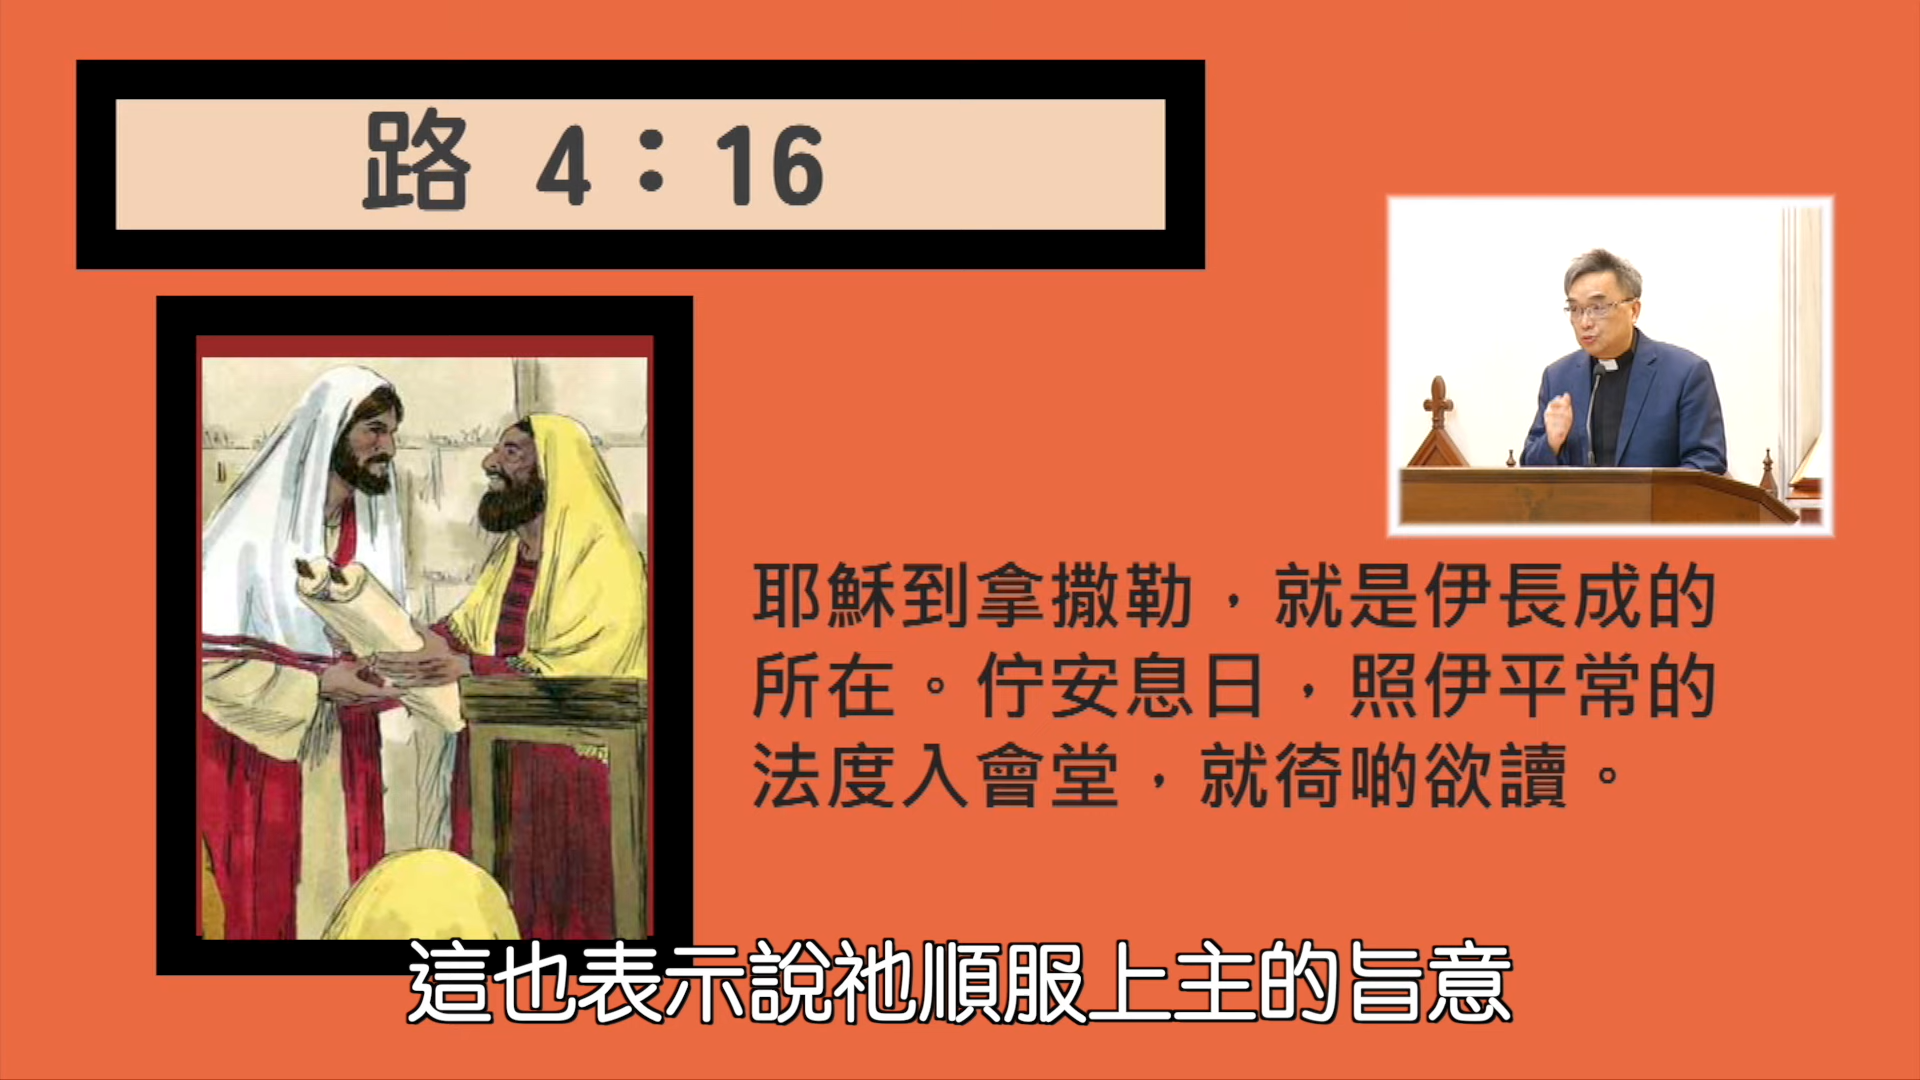 路 4：16
耶穌到拿撒勒，就是伊長成的
所在。佇安息日，照伊平常的
法度入會堂，就徛啲欲讀。
這也表示說祂順服上主的旨意